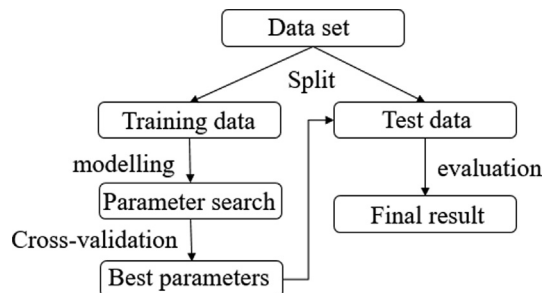 Data set
Split
Training data
Test data
modelling
evaluation
Parameter search
Final result
Cross-validation
Best parameters